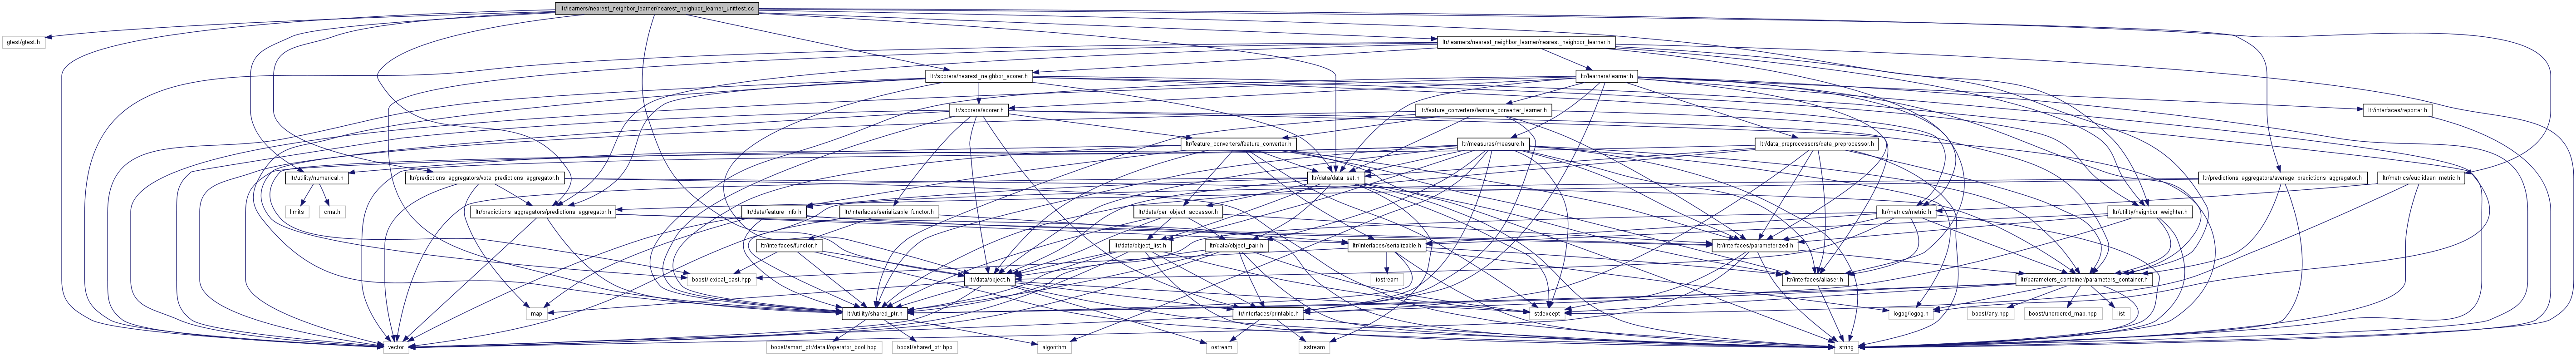 ltr/learners/nearest_neighbor_learner/nearest_neighbor_learner_unittest.cc
gtest/gtest.h
ltr/learners/nearest_neighbor_learner/nearest_neighbor_learner.h
ltr/scorers/nearest_neighbor_scorer.h
ltr/learners/learner.h
ltr/scorers/scorer.h
ltr/feature_converters/feature_converter_learner.h
ltr/interfaces/reporter.h
ltr/feature_converters/feature_converter.h
ltr/measures/measure.h
ltr/data_preprocessors/data_preprocessor.h
ltr/utility/numerical.h
ltr/predictions_aggregators/vote_predictions_aggregator.h
ltr/data/data_set.h
ltr/predictions_aggregators/average_predictions_aggregator.h
ltr/metrics/euclidean_metric.h
limits
cmath
ltr/predictions_aggregators/predictions_aggregator.h
ltr/data/feature_info.h
ltr/interfaces/serializable_functor.h
ltr/data/per_object_accessor.h
ltr/metrics/metric.h
ltr/utility/neighbor_weighter.h
ltr/interfaces/functor.h
ltr/data/object_list.h
ltr/data/object_pair.h
ltr/interfaces/serializable.h
ltr/interfaces/parameterized.h
boost/lexical_cast.hpp
ltr/data/object.h
iostream
ltr/interfaces/aliaser.h
ltr/parameters_container/parameters_container.h
map
ltr/utility/shared_ptr.h
ltr/interfaces/printable.h
stdexcept
logog/logog.h
boost/any.hpp
boost/unordered_map.hpp
list
vector
boost/smart_ptr/detail/operator_bool.hpp
boost/shared_ptr.hpp
algorithm
ostream
sstream
string